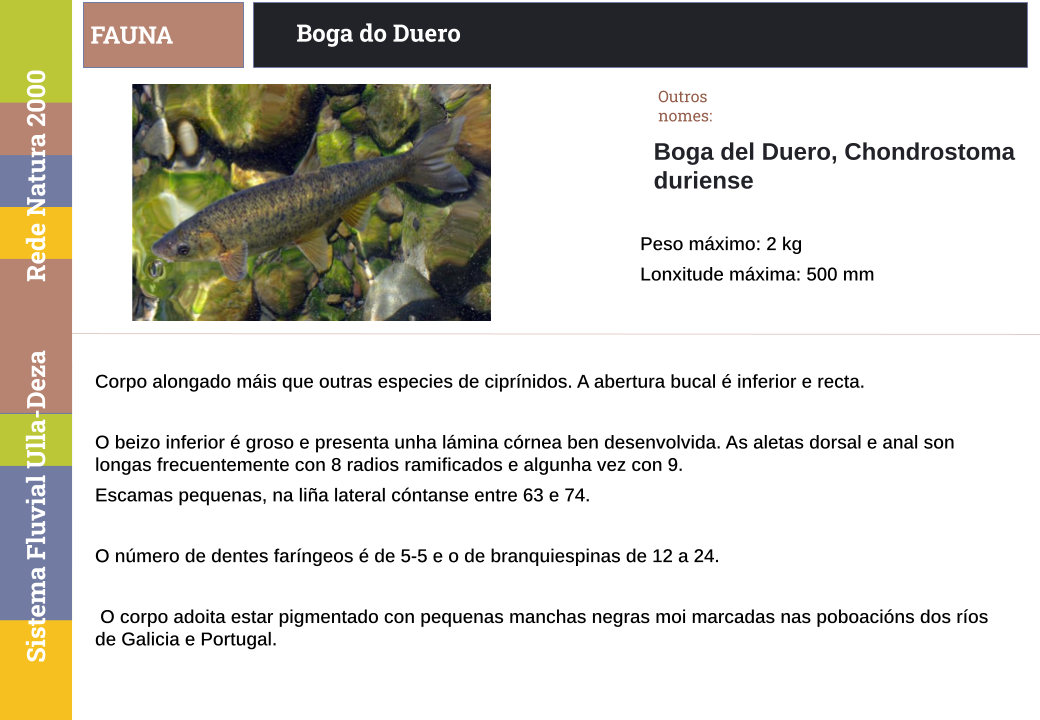 FAUNA
Boga do Duero
Outros
nomes:
Boga del Duero, Chondrostoma
duriense
Peso máximo: 2 kg
Lonxitude máxima: 500 mm
Corpo alongado máis que outras especies de ciprínidos. A abertura bucal é inferior e recta.
O beizo inferior é groso e presenta unha lámina córnea ben desenvolvida. As aletas dorsal e anal son
longas frecuentemente con 8 radios ramificados e algunha vez con 9.
Escamas pequenas, na liña lateral cóntanse entre 63 e 74.
O número de dentes faríngeos é de 5-5 e o de branquiespinas de 12 a 24.
O corpo adoita estar pigmentado con pequenas manchas negras moi marcadas nas poboacións dos ríos
de Galicia e Portugal.
Sistema Fluvial Ulla-Deza
Rede Natura 2000